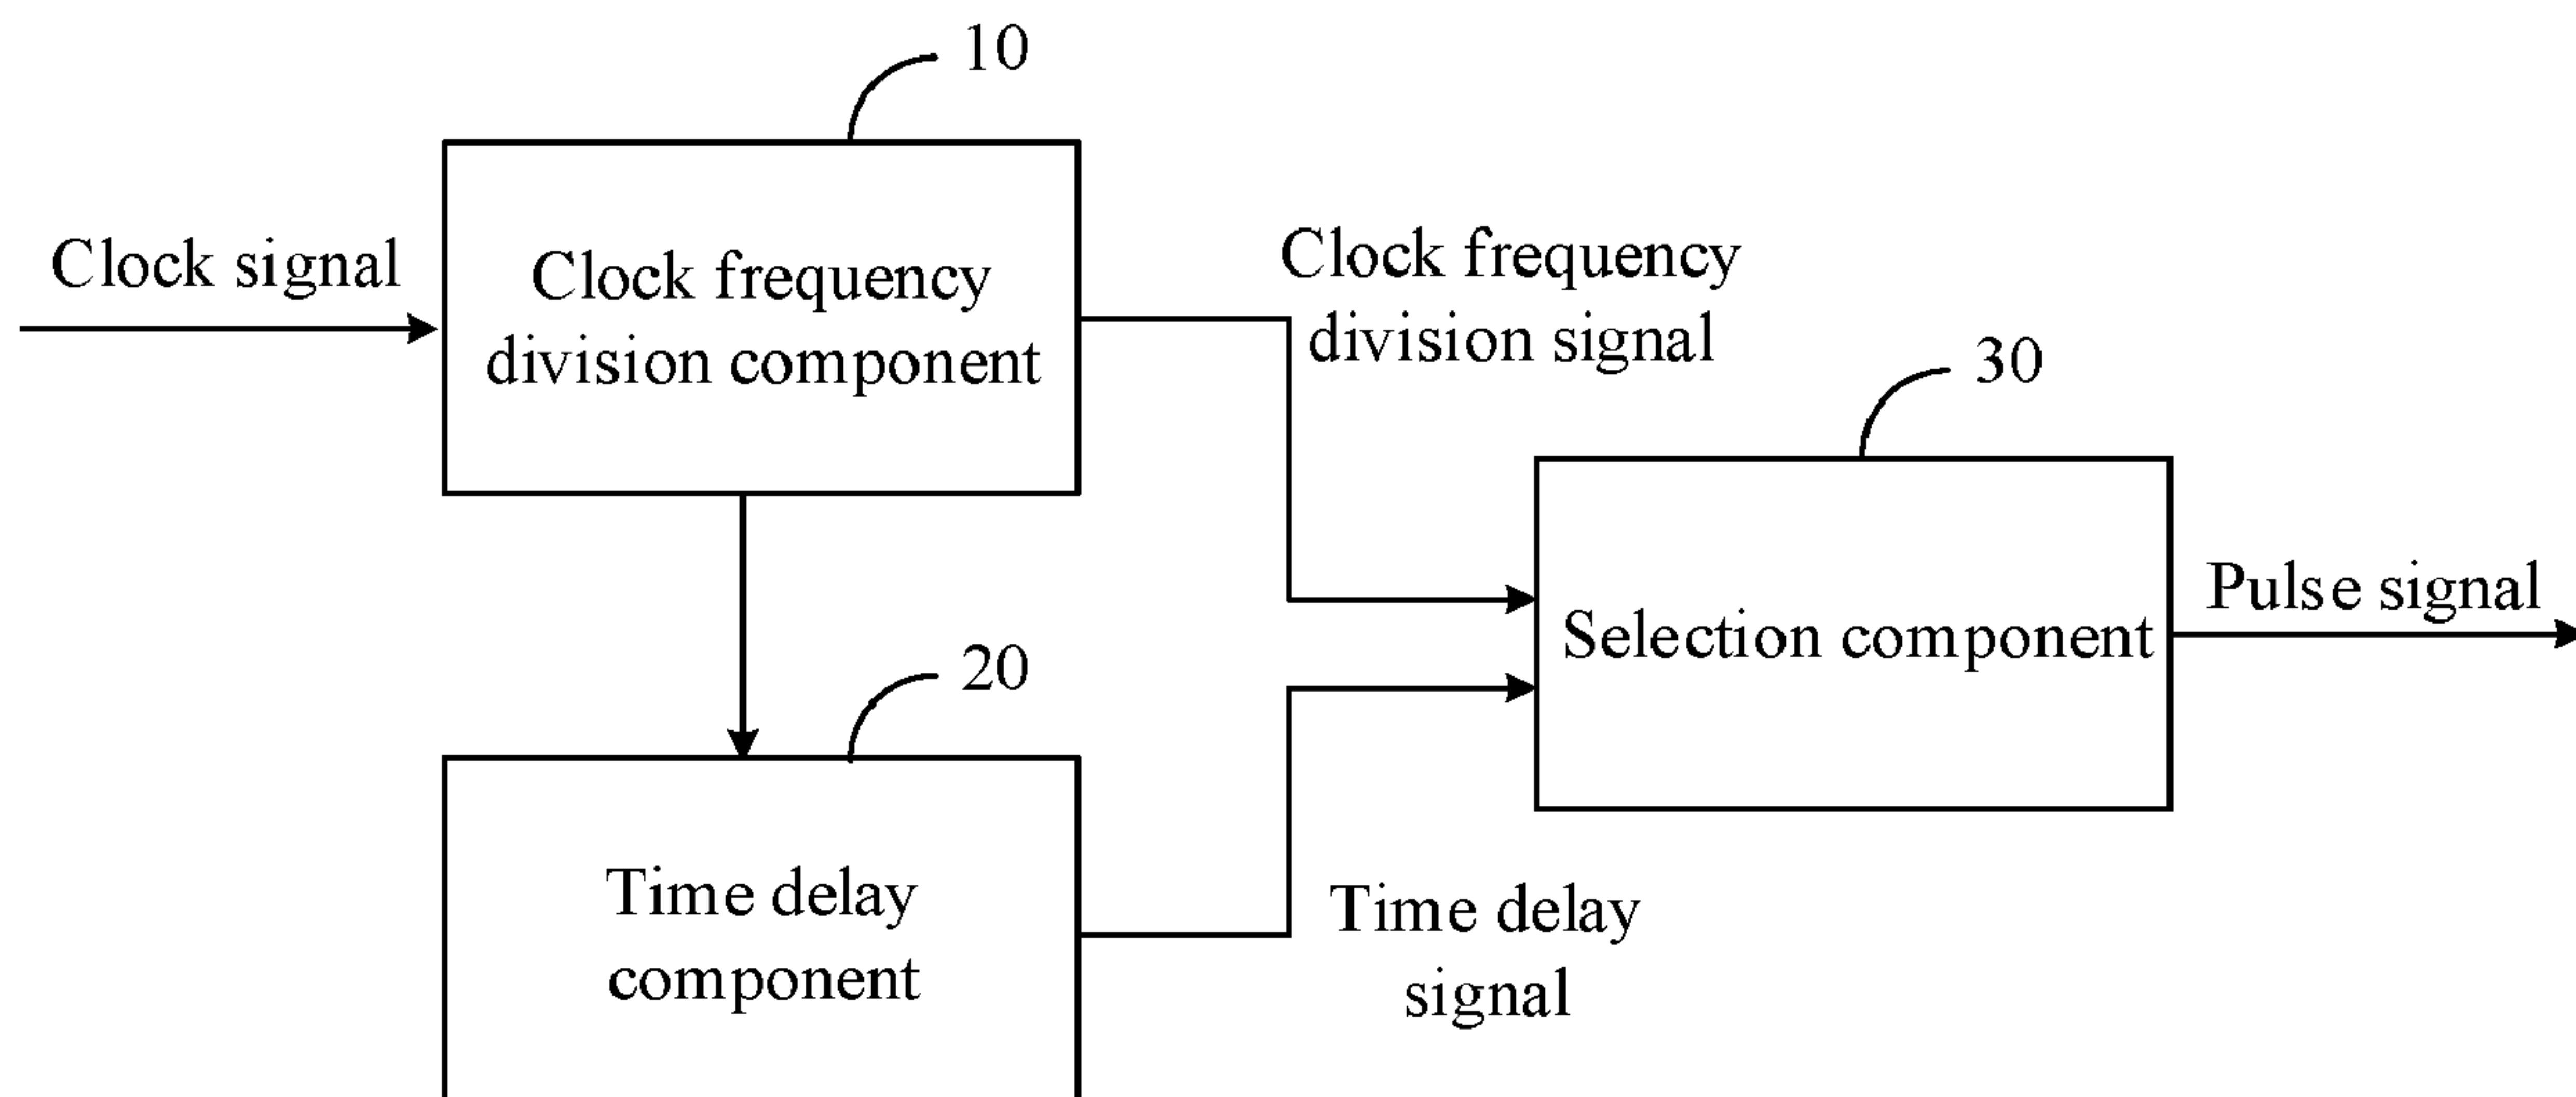 10
Clock signal
Clock frequency
division component
Clock frequency
division signal
30
Selection component
Pulse signal
20
Time delay
component
Time delay
signal